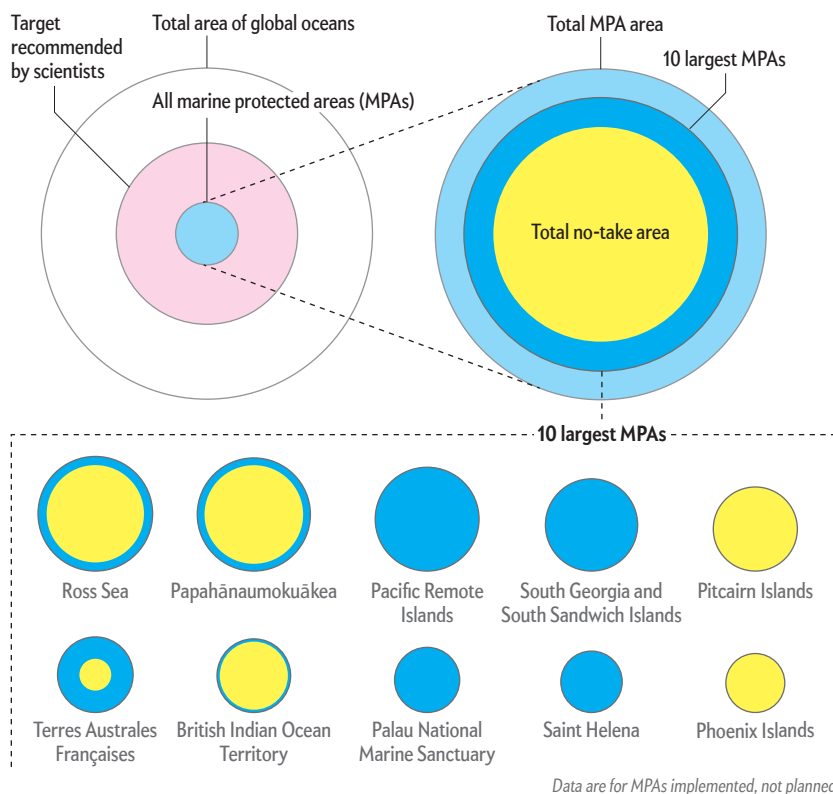 Target
recommended
by scientists
Total area of global oceans
All marine protected areas (MPAs)
Total MPA area
10 largest MPAs
Total no-take area
10 largest MPAs
Ross Sea
Papahānaumokuākea
Pacific Remote
Islands
South Georgia and
South Sandwich Islands
Pitcairn Islands
Terres Australes
Françaises
British Indian Ocean
Territory
Palau National
Marine Sanctuary
Saint Helena
Phoenix Islands
Data are for MPAs implemented, not planned